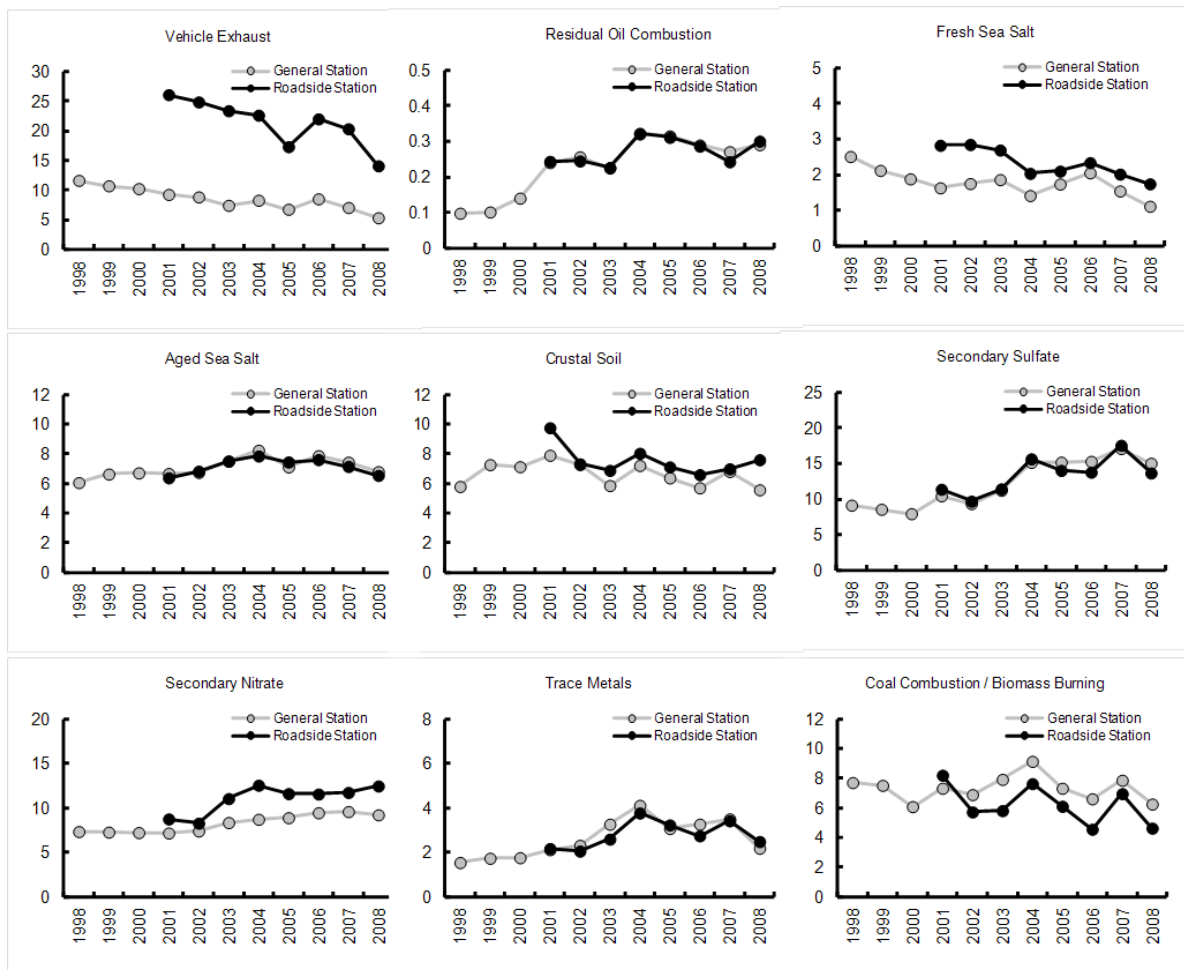 Vehicle Exhaust
General Station
Roadside Station
30
25
20
15
10
5
0
1998 1999 2000 2001 2002 2003 2004 2005 2006 2007 2008
Residual Oil Combustion
General Station
Roadside Station
0.5
0.4
0.3
0.2
0.1
0
1998 1999 2000 2001 2002 2003 2004 2005 2006 2007 2008
Fresh Sea Salt
General Station
Roadside Station
5
4
3
2
1
0
1998 1999 2000 2001 2002 2003 2004 2005 2006 2007 2008
Aged Sea Salt
General Station
Roadside Station
12
10
8
6
4
2
0
1998 1999 2000 2001 2002 2003 2004 2005 2006 2007 2008
Crustal Soil
General Station
Roadside Station
12
10
8
6
4
2
0
1998 1999 2000 2001 2002 2003 2004 2005 2006 2007 2008
Secondary Sulfate
General Station
Roadside Station
25
20
15
10
5
0
1998 1999 2000 2001 2002 2003 2004 2005 2006 2007 2008
Secondary Nitrate
General Station
Roadside Station
20
15
10
5
0
1998 1999 2000 2001 2002 2003 2004 2005 2006 2007 2008
Trace Metals
General Station
Roadside Station
8
6
4
2
0
1998 1999 2000 2001 2002 2003 2004 2005 2006 2007 2008
Coal Combustion / Biomass Burning
General Station
Roadside Station
12
10
8
6
4
2
0
1998 1999 2000 2001 2002 2003 2004 2005 2006 2007 2008